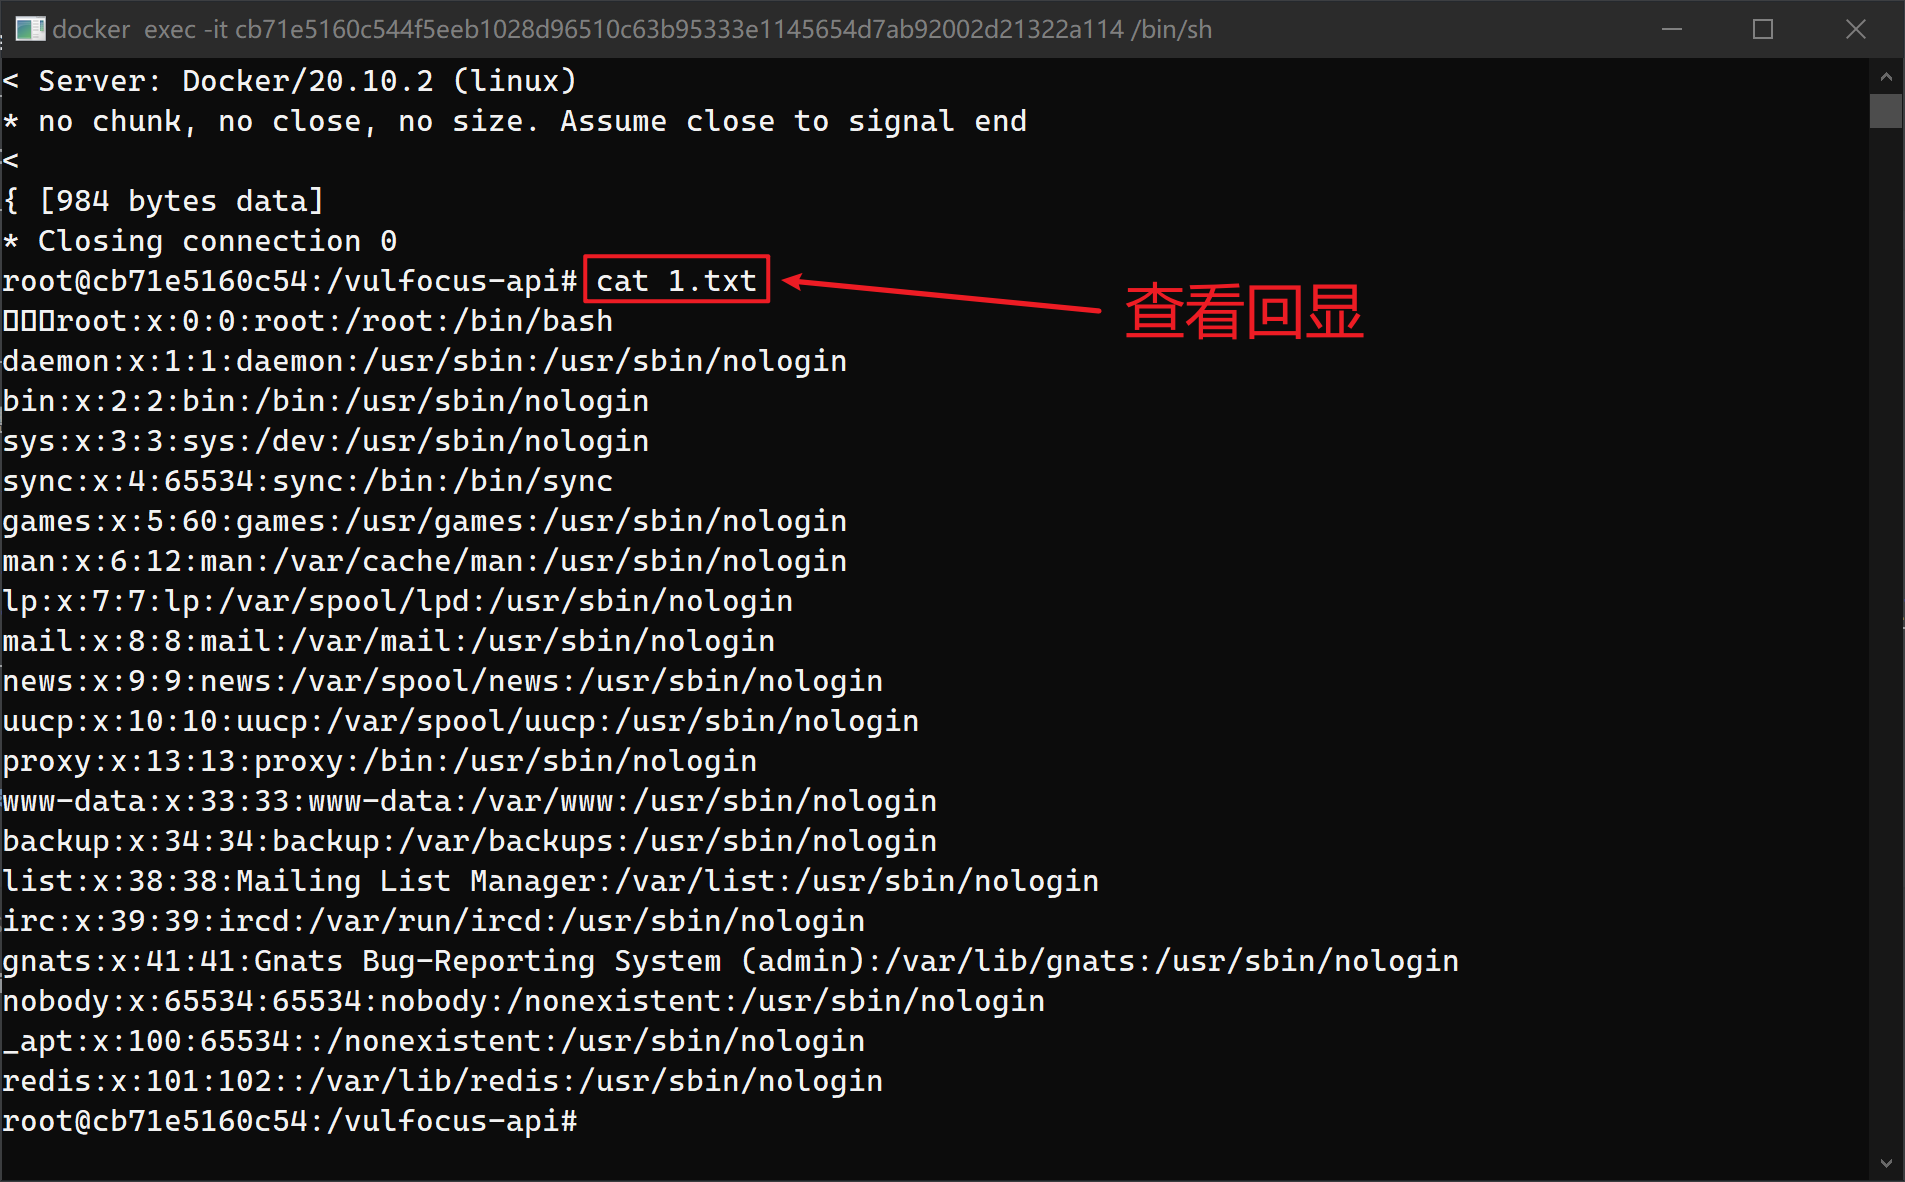 docker  exec -it cb71e5160c544f5eeb1028d96510c63b95333e1145654d7ab92002d21322a114 /bin/sh
< Server: Docker/20.10.2 (linux)
* no chunk, no close, no size. Assume close to signal end
<
{ [984 bytes data]
* Closing connection 0
root@cb71e5160c54:/vulfocus-api# cat 1.txt
查看回显
root:x:0:0:root:/root:/bin/bash
daemon:x:1:1:daemon:/usr/sbin:/usr/sbin/nologin
bin:x:2:2:bin:/bin:/usr/sbin/nologin
sys:x:3:3:sys:/dev:/usr/sbin/nologin
sync:x:4:65534:sync:/bin:/bin/sync
games:x:5:60:games:/usr/games:/usr/sbin/nologin
man:x:6:12:man:/var/cache/man:/usr/sbin/nologin
lp:x:7:7:lp:/var/spool/lpd:/usr/sbin/nologin
mail:x:8:8:mail:/var/mail:/usr/sbin/nologin
news:x:9:9:news:/var/spool/news:/usr/sbin/nologin
uucp:x:10:10:uucp:/var/spool/uucp:/usr/sbin/nologin
proxy:x:13:13:proxy:/bin:/usr/sbin/nologin
www-data:x:33:33:www-data:/var/www:/usr/sbin/nologin
backup:x:34:34:backup:/var/backups:/usr/sbin/nologin
list:x:38:38:Mailing List Manager:/var/list:/usr/sbin/nologin
irc:x:39:39:ircd:/var/run/ircd:/usr/sbin/nologin
gnats:x:41:41:Gnats Bug-Reporting System (admin):/var/lib/gnats:/usr/sbin/nologin
nobody:x:65534:65534:nobody:/nonexistent:/usr/sbin/nologin
_apt:x:100:65534::/nonexistent:/usr/sbin/nologin
redis:x:101:102::/var/lib/redis:/usr/sbin/nologin
root@cb71e5160c54:/vulfocus-api#